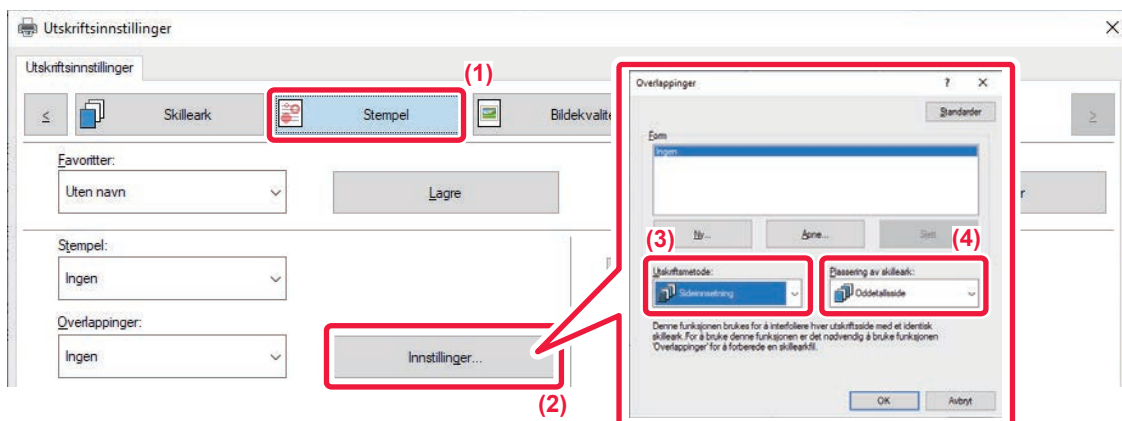 Utskriftsinnstillinger
Utskriftsinnstillinger
(1)
< Skilleark Stempel >
Favoritter:
Uten navn Lagre
Stempel:
Ingen
Overlappinger:
Ingen Innstillinger...
(2)
Overlappinger ? X
Standarder
Form
Ingen
Ny... Åpne... Slett
(3) (4)
Utskriftsmetode: Plassering av skilleark:
Sideinnsetning Oddetallsside
Denne funksjonen brukes for å interfoliere hver utskriftsside med et identisk
skilleark. For å bruke denne funksjonen er det nødvendig å bruke funksjonen
'Overlappinger' for å forberede en skillearkfil.
OK Avbryt